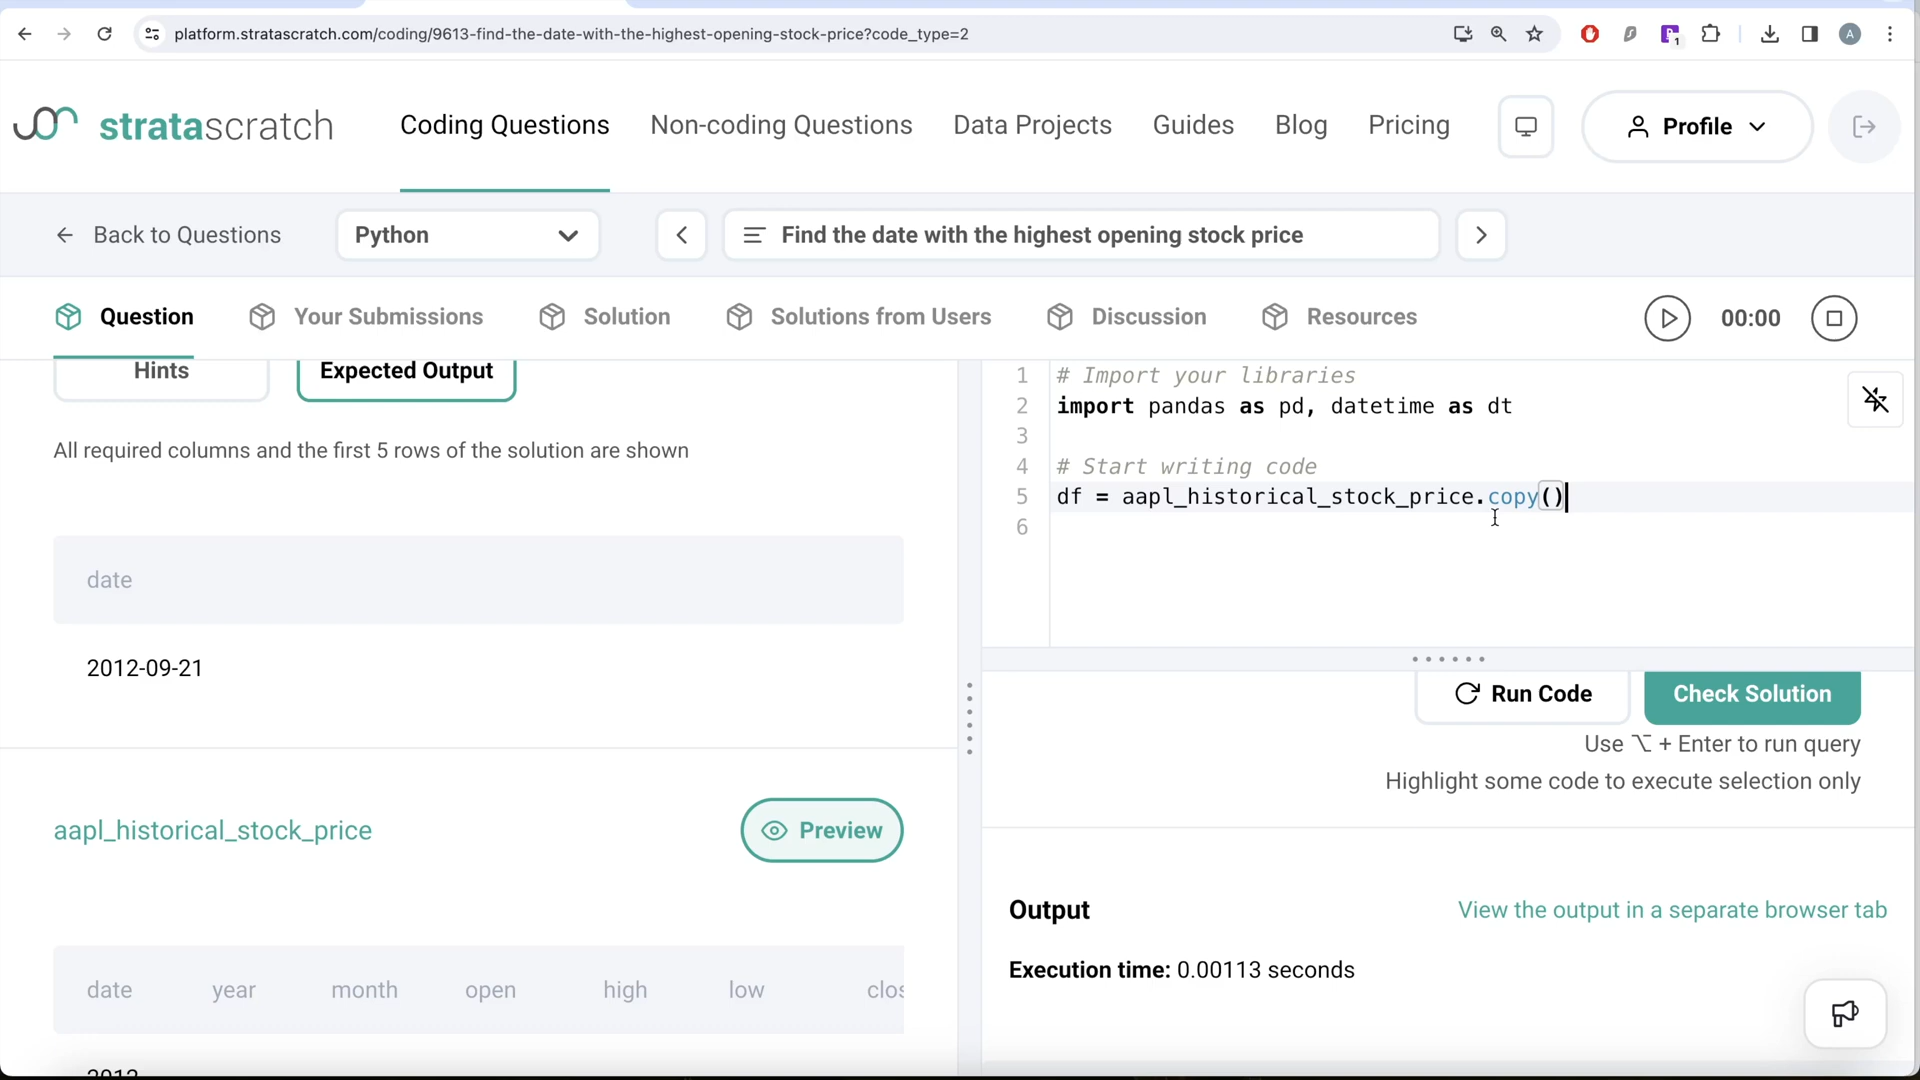 platform.stratascratch.com/coding/9613-find-the-date-with-the-highest-opening-stock-price?code_type=2
1
A
stratascratch
Coding Questions
Non-coding Questions
Data Projects
Guides
Blog
Pricing
Profile
Back to Questions
Python
Find the date with the highest opening stock price
Question
Your Submissions
Solution
Solutions from Users
Discussion
Resources
00:00
Hints
Expected Output
All required columns and the first 5 rows of the solution are shown
date
2012-09-21
aapl_historical_stock_price
Preview
date year month open high low clos
1 # Import your libraries
2 import pandas as pd, datetime as dt
3
4 # Start writing code
5 df = aapl_historical_stock_price.copy()
6
Run Code
Check Solution
Use ⌥ + Enter to run query
Highlight some code to execute selection only
Output
View the output in a separate browser tab
Execution time: 0.00113 seconds